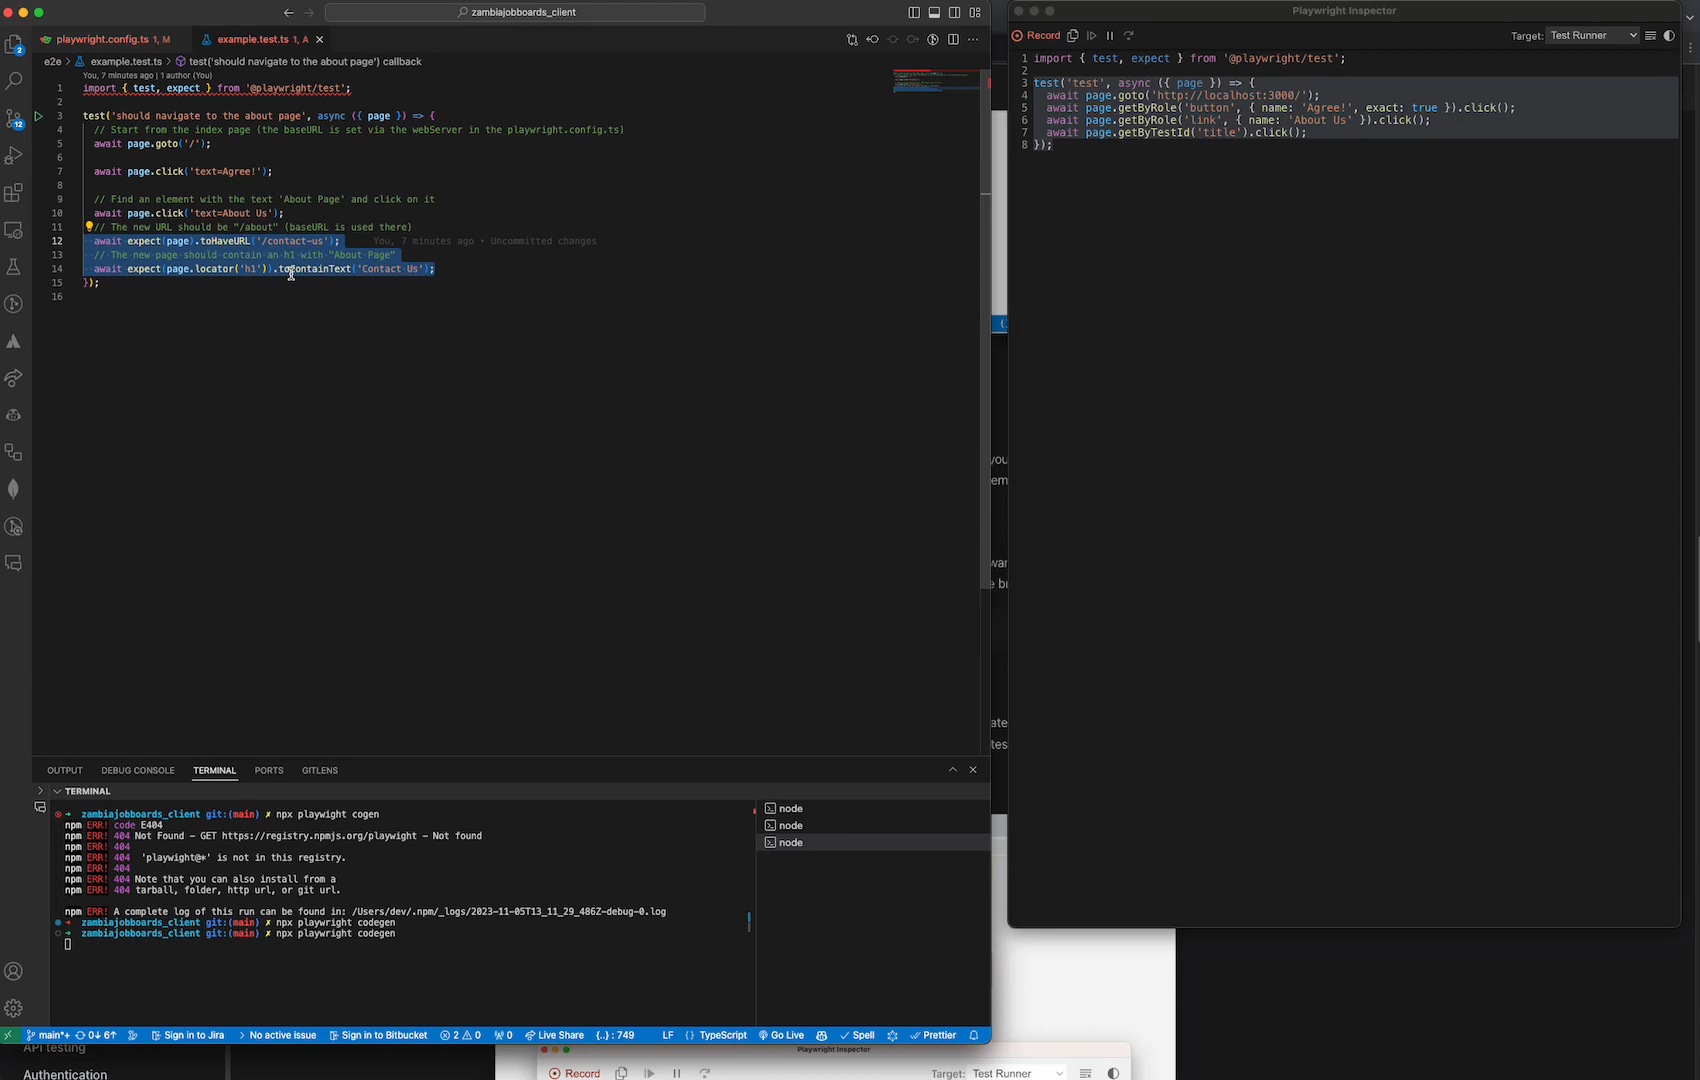 zambiajobboards_client
playwright.config.ts 1, M
example.test.ts 1, A
e2e > example.test.ts > test('should navigate to the about page') callback
You, 7 minutes ago | 1 author (You)
1 import { test, expect } from '@playwright/test';
2
3 test('should navigate to the about page', async ({ page }) => {
4 // Start from the index page (the baseURL is set via the webServer in the playwright.config.ts)
5 await page.goto('/');
6
7 await page.click('text=Agree!');
8
9 // Find an element with the text 'About Page' and click on it
10 await page.click('text=About Us');
11 // The new URL should be "/about" (baseURL is used there)
12 await expect(page).toHaveURL('/contact-us'); You, 7 minutes ago • Uncommitted changes
13 // The new page should contain an h1 with "About Page"
14 await expect(page.locator('h1')).toContainText('Contact Us');
15 });
16
2
12
OUTPUT DEBUG CONSOLE TERMINAL PORTS GITLENS
TERMINAL
zambiajobboards_client git:(main) ✗ npx playwight cogen
npm ERR! code E404
npm ERR! 404 Not Found - GET https://registry.npmjs.org/playwight - Not found
npm ERR! 404
npm ERR! 404 'playwight@*' is not in this registry.
npm ERR! 404
npm ERR! 404 Note that you can also install from a
npm ERR! 404 tarball, folder, http url, or git url.
npm ERR! A complete log of this run can be found in: /Users/dev/.npm/_logs/2023-11-05T13_11_29_486Z-debug-0.log
zambiajobboards_client git:(main) ✗ npx playwright codegen
zambiajobboards_client git:(main) ✗ npx playwright codegen
node
node
node
main*+ 0↓ 6↑ Sign in to Jira No active issue Sign in to Bitbucket 2 0 0 Live Share {..} : 749 LF TypeScript Go Live Spell Prettier
Playwright Inspector
Record Target: Test Runner
1 import { test, expect } from '@playwright/test';
2
3 test('test', async ({ page }) => {
4 await page.goto('http://localhost:3000/');
5 await page.getByRole('button', { name: 'Agree!', exact: true }).click();
6 await page.getByRole('link', { name: 'About Us' }).click();
7 await page.getByTestId('title').click();
8 });
API testing
Authentication
Playwright Inspector
Record Target: Test Runner